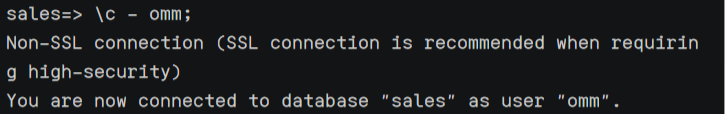 sales=> \c - omm;
Non-SSL connection (SSL connection is recommended when requirin
g high-security)
You are now connected to database "sales" as user "omm".